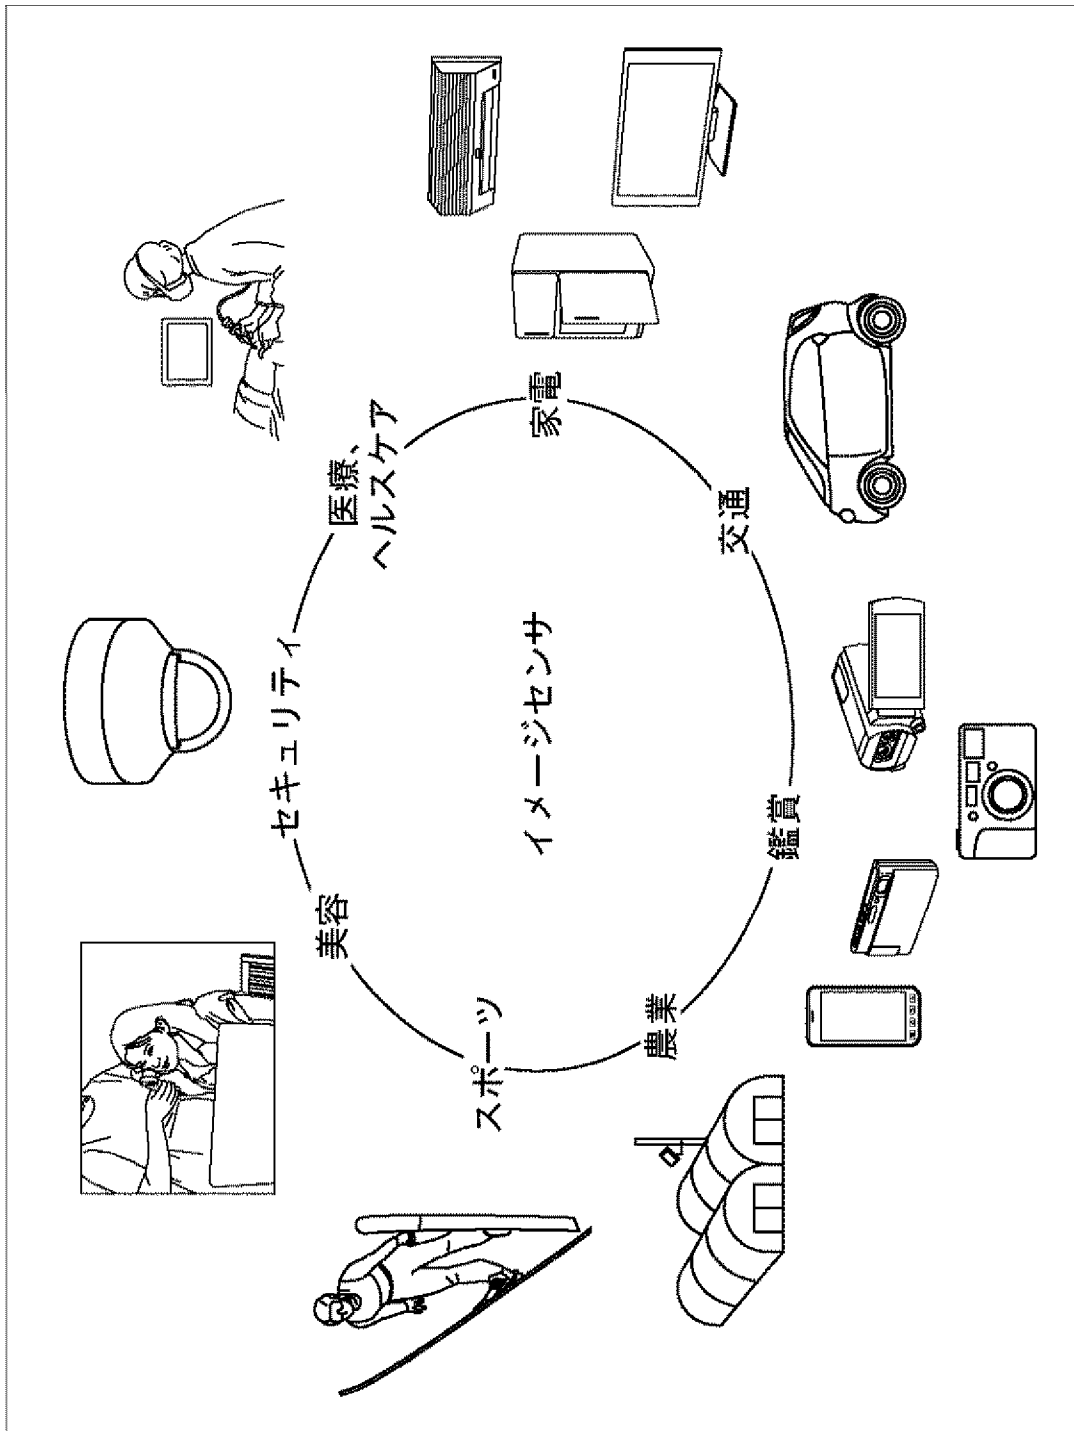 イメージセンサ
セキュリティ
医療、
ヘルスケア
家電
交通
鑑賞
農業
スポーツ
美容